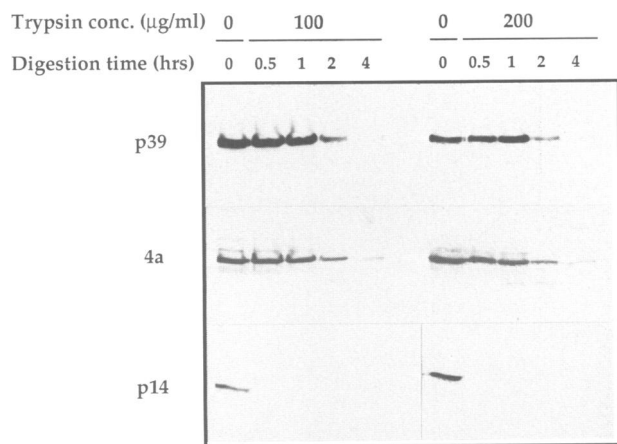 Trypsin conc. (μg/ml) 0 100 0 200
Digestion time (hrs) 0 0.5 1 2 4 0 0.5 1 2 4
p39
4a
p14